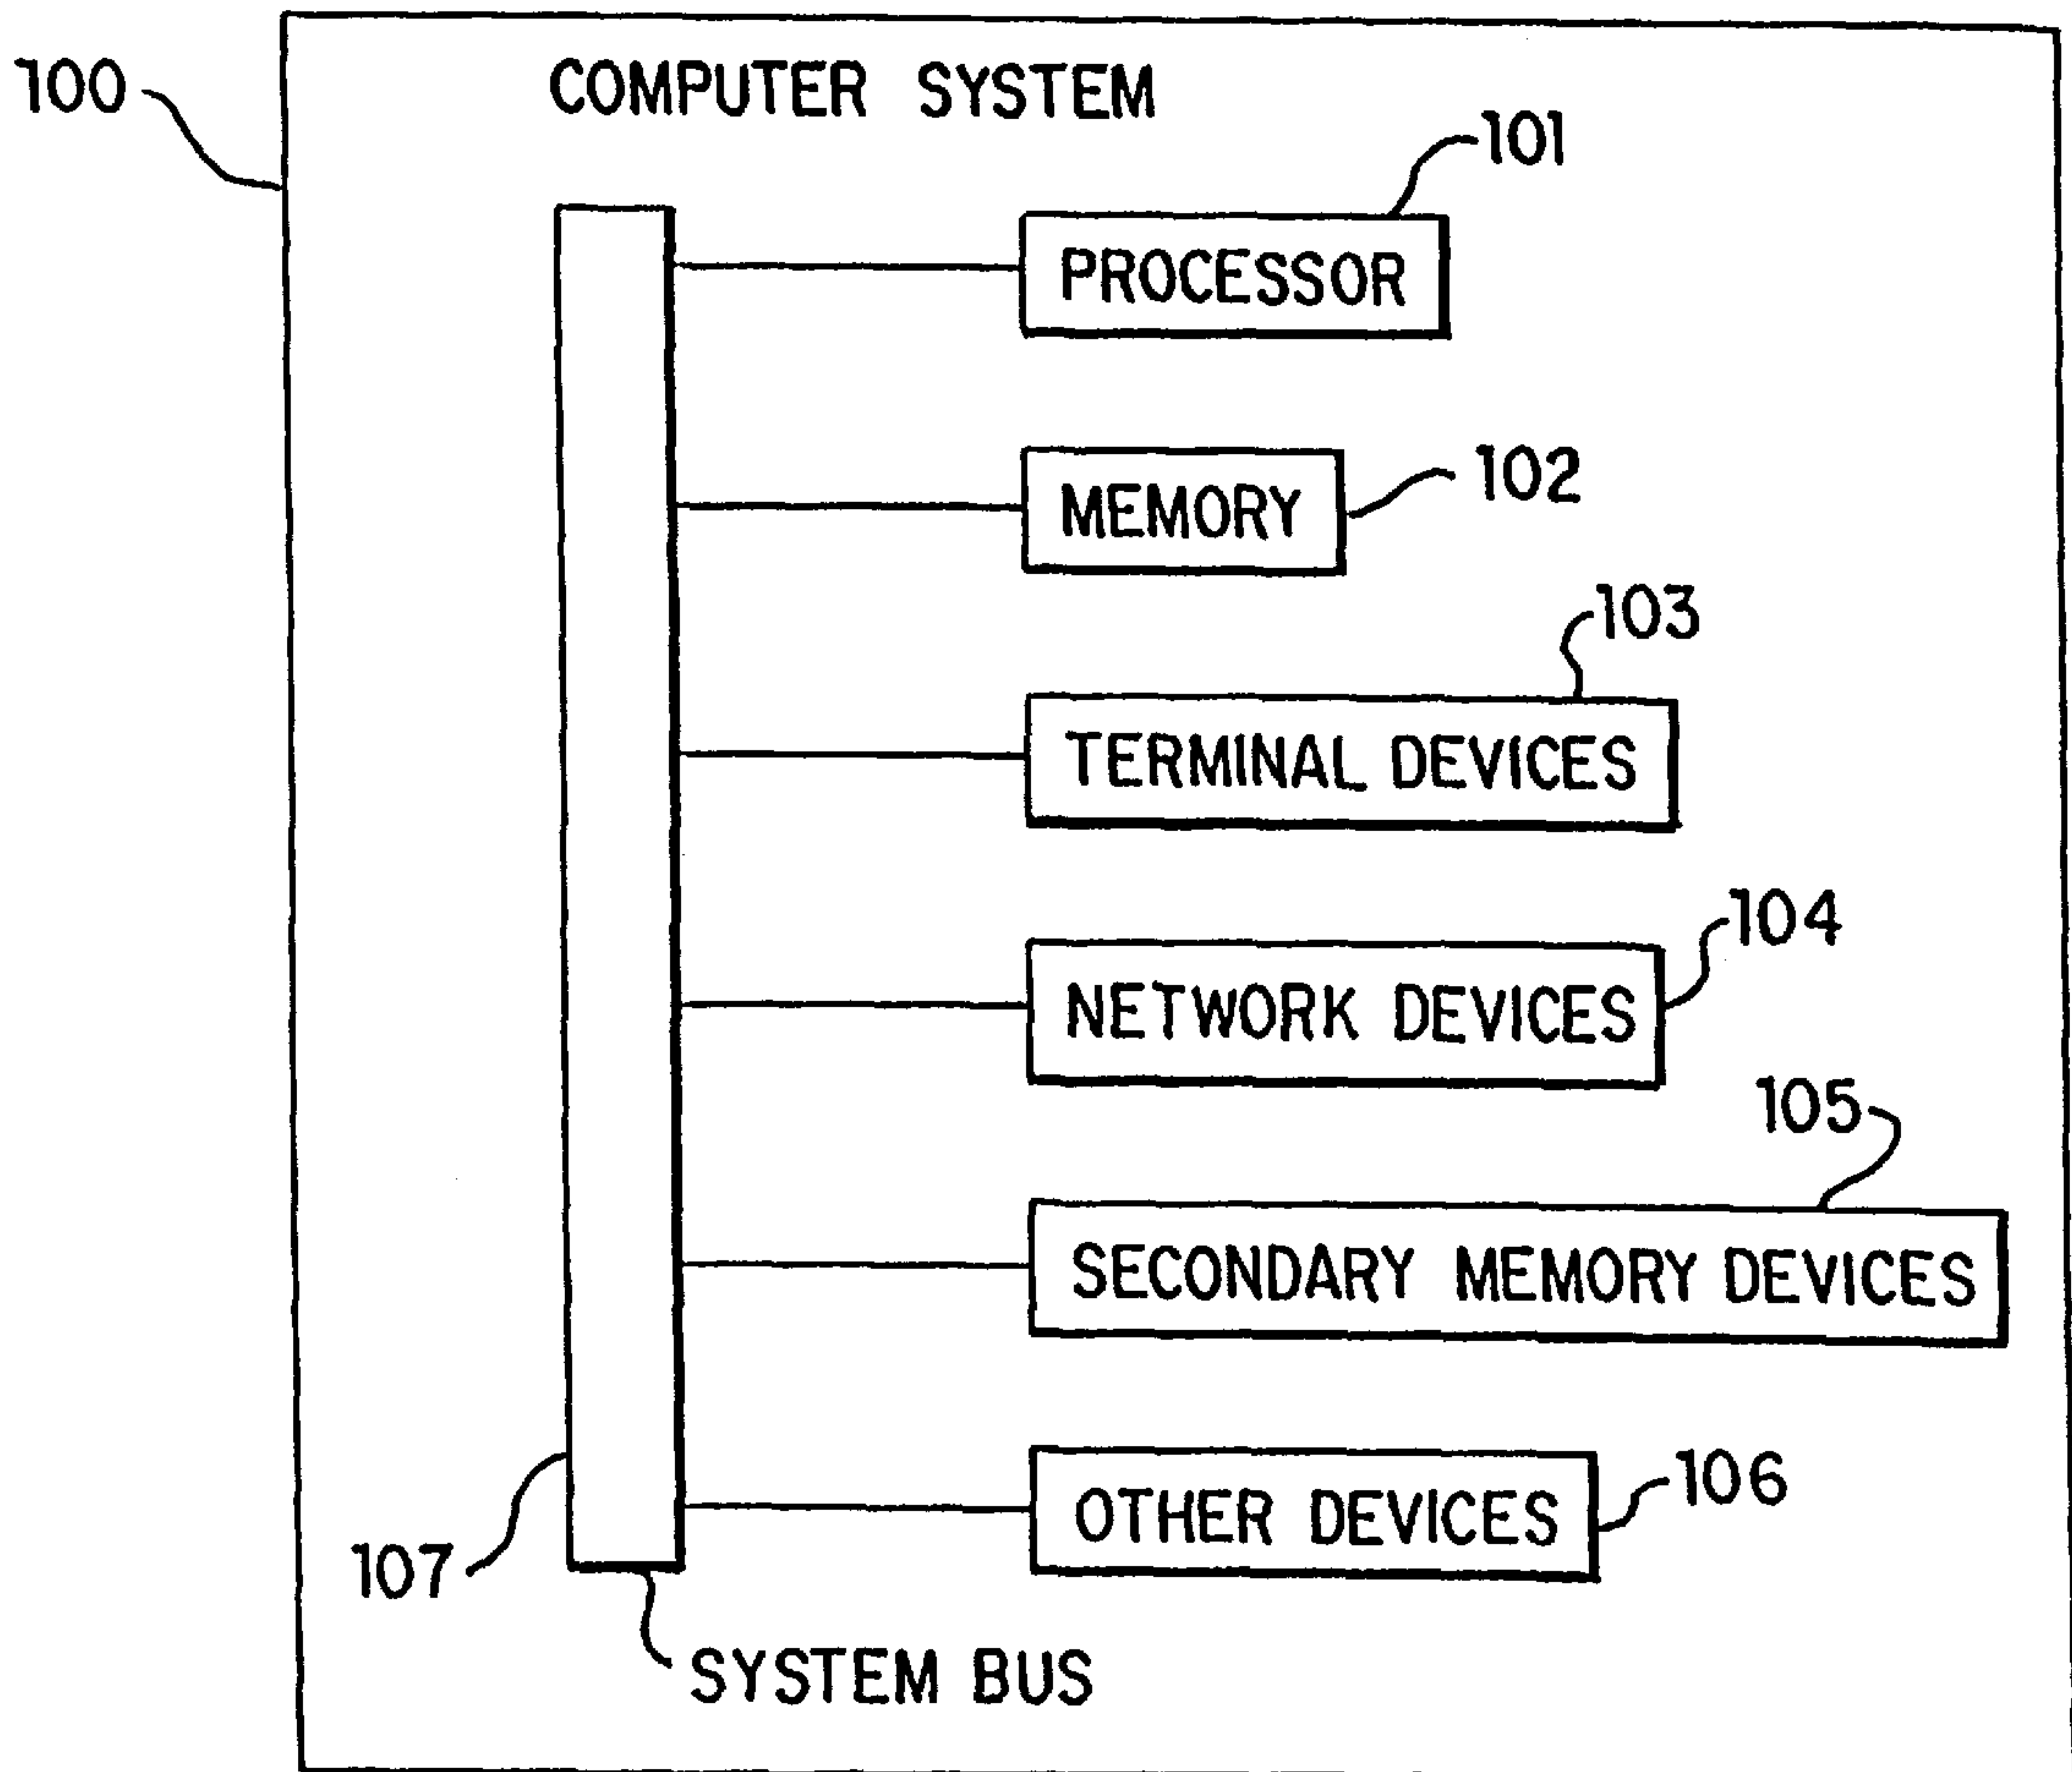 100
COMPUTER SYSTEM
101
PROCESSOR
102
MEMORY
103
TERMINAL DEVICES
104
NETWORK DEVICES
105
SECONDARY MEMORY DEVICES
106
OTHER DEVICES
107
SYSTEM BUS